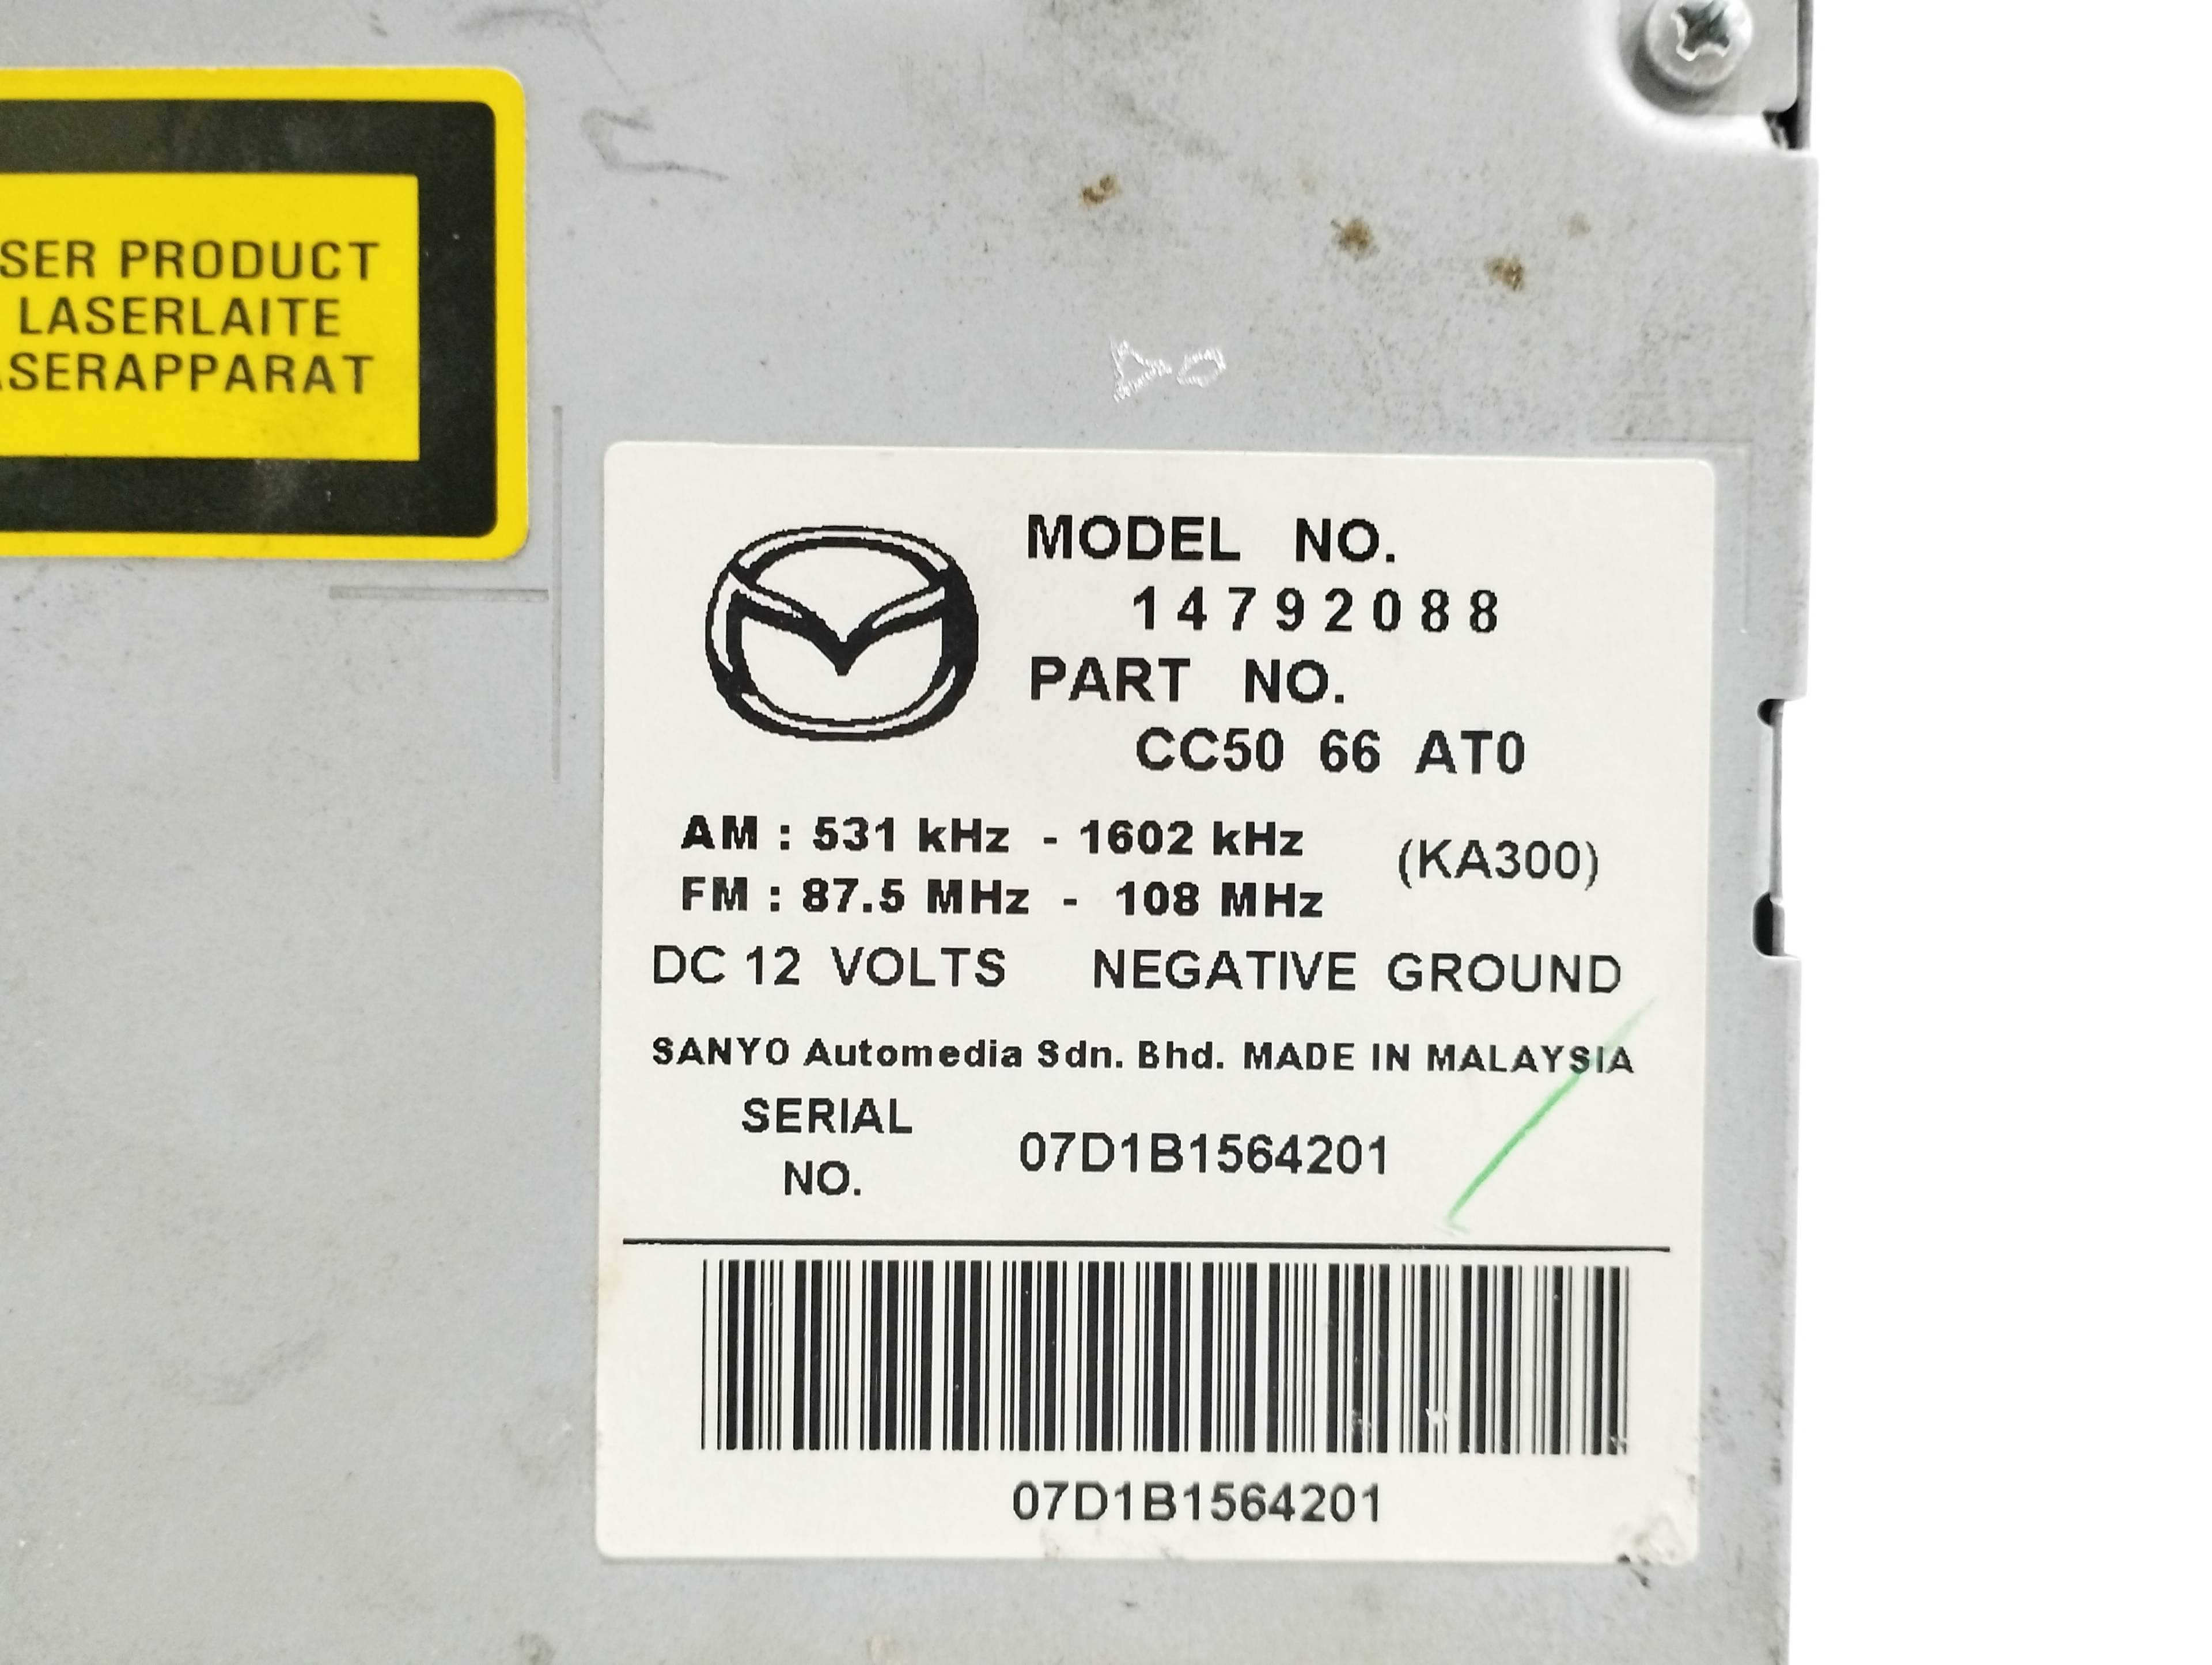 SER PRODUCT
LASERLAITE
ASERAPPARAT
MODEL NO.
14792088
PART NO.
CC50 66 AT0
AM : 531 kHz - 1602 kHz
(KA300)
FM : 87.5 MHz - 108 MHz
DC 12 VOLTS NEGATIVE GROUND
SANYO Automedia Sdn. Bhd. MADE IN MALAYSIA
SERIAL
NO.
07D1B1564201
07D1B1564201